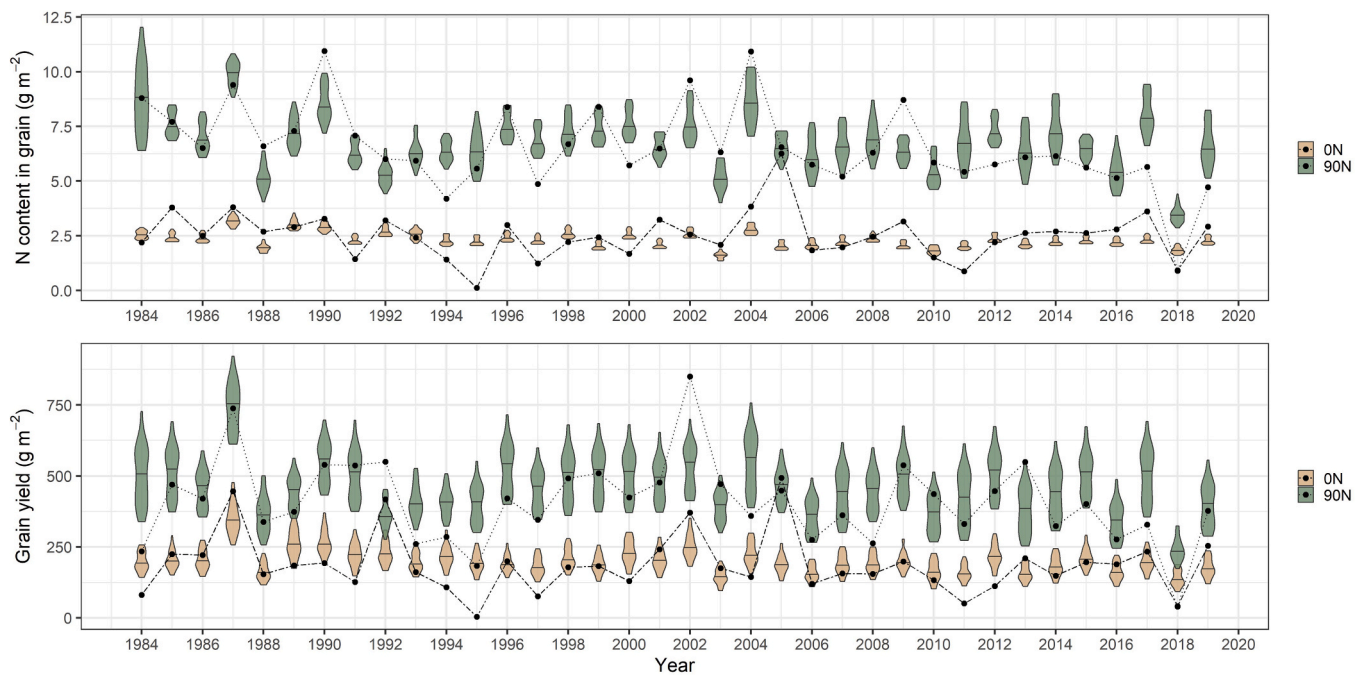 N content in grain (g m⁻²)
12.5
10.0
7.5
5.0
2.5
0.0
1984 1986 1988 1990 1992 1994 1996 1998 2000 2002 2004 2006 2008 2010 2012 2014 2016 2018 2020
0N
90N
Grain yield (g m⁻²)
750
500
250
0
1984 1986 1988 1990 1992 1994 1996 1998 2000 2002 2004 2006 2008 2010 2012 2014 2016 2018 2020
Year
0N
90N